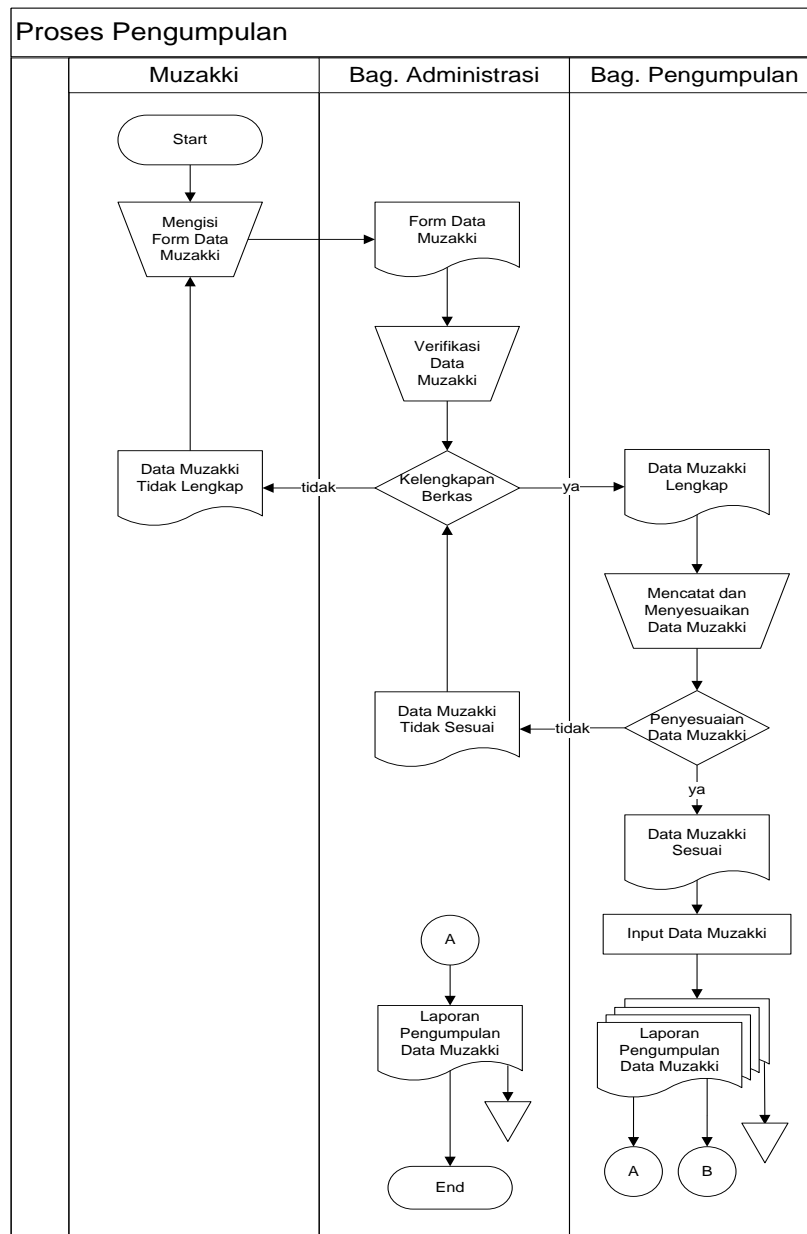 Proses Pengumpulan
Muzakki
Bag. Administrasi
Bag. Pengumpulan
Start
Mengisi
Form Data
Muzakki
Form Data
Muzakki
Verifikasi
Data
Muzakki
Data Muzakki
Tidak Lengkap
tidak
Kelengkapan
Berkas
ya
Data Muzakki
Lengkap
Mencatat dan
Menyesuaikan
Data Muzakki
Data Muzakki
Tidak Sesuai
tidak
Penyesuaian
Data Muzakki
ya
Data Muzakki
Sesuai
A
Input Data Muzakki
Laporan
Pengumpulan
Data Muzakki
Laporan
Pengumpulan
Data Muzakki
End
A
B